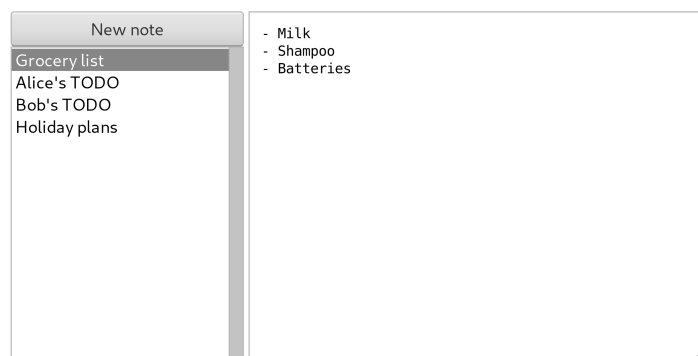 New note
Grocery list
Alice's TODO
Bob's TODO
Holiday plans
- Milk
- Shampoo
- Batteries